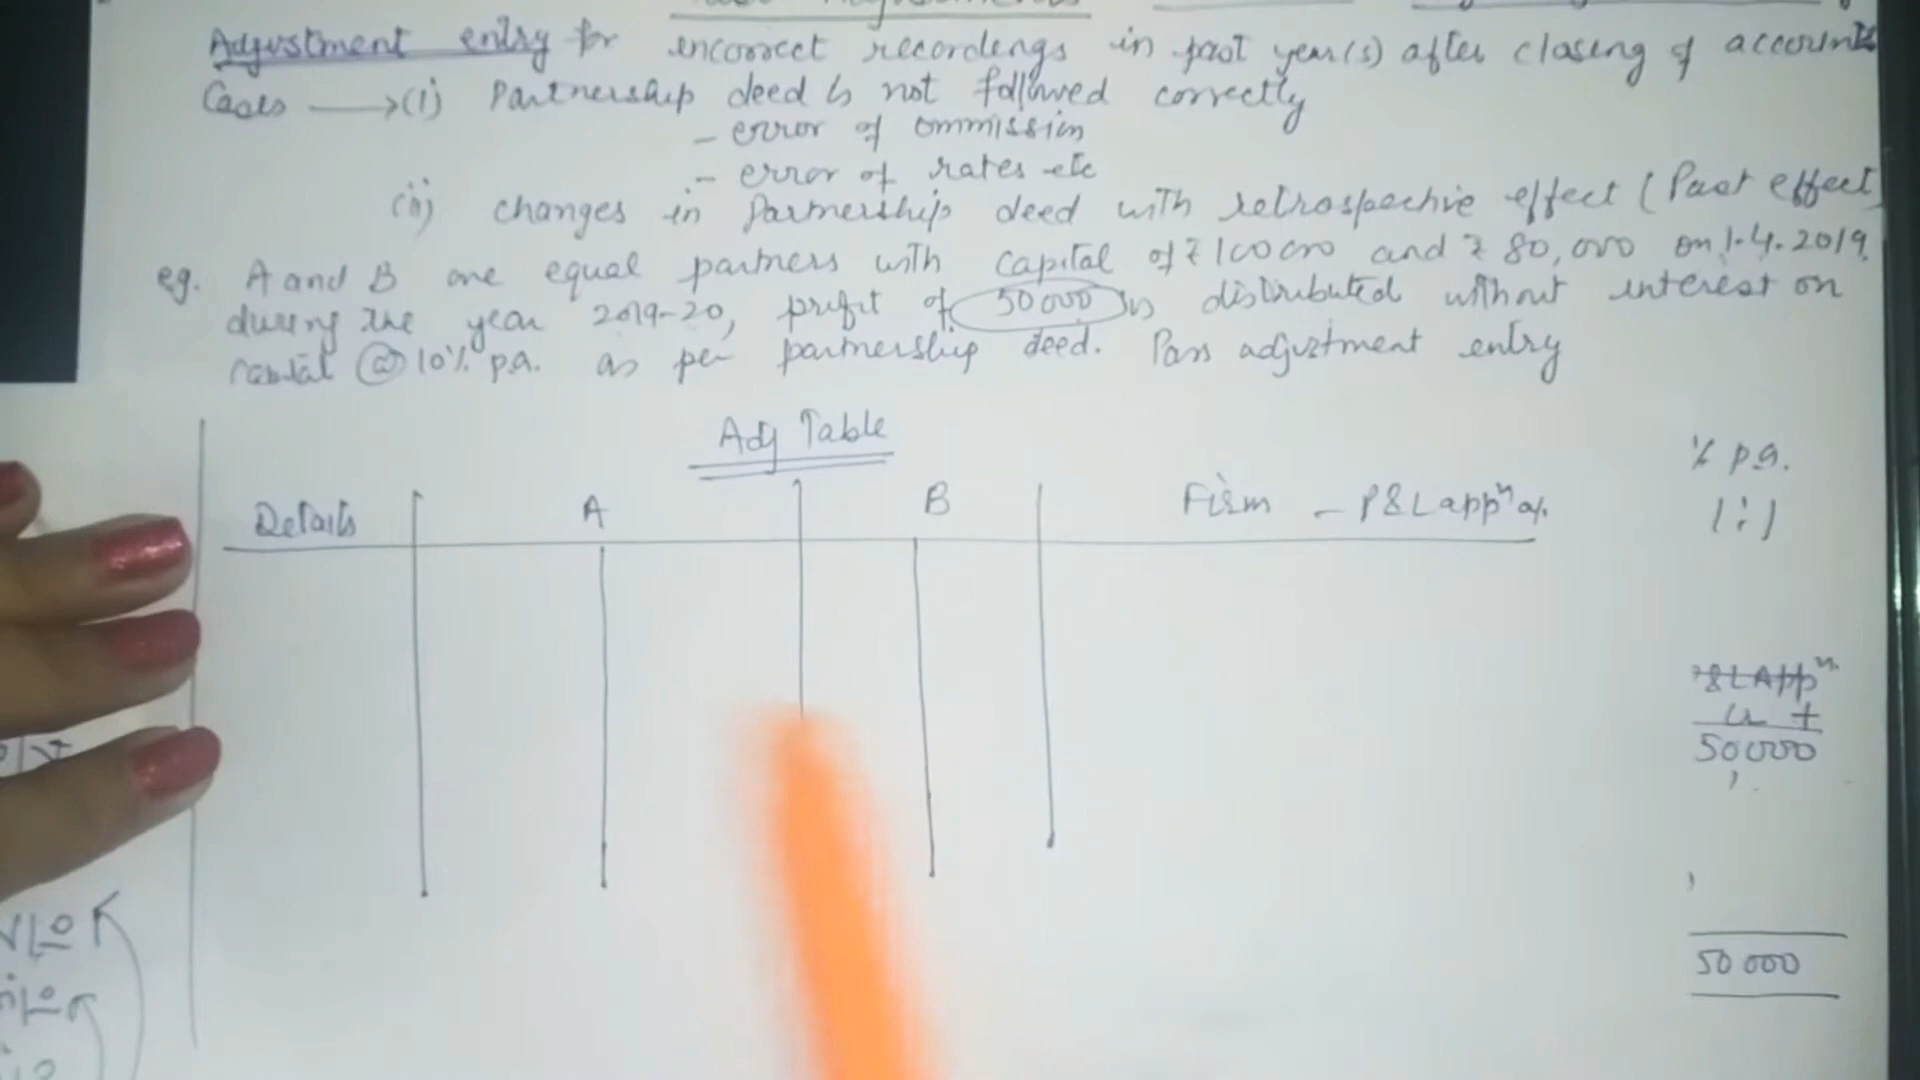 Adjustment entry for incorrect recordings in past year(s) after closing of accounts
Cases → (i) Partnership deed is not followed correctly
- error of ommission
- error of rates etc
(ii) changes in Partnership deed with retrospective effect (Past effect)
eg. A and B are equal partners with capital of ₹ 100000 and ₹ 80,000 on 1.4.2019.
during the year 2019-20, profit of 50000 is distributed without interest on
capital @ 10% p.a. as per partnership deed. Pass adjustment entry
Adj Table
Details A B Firm - P&L appⁿ a/c
% p.a.
1:1
P&L Appⁿ
50000
50 000